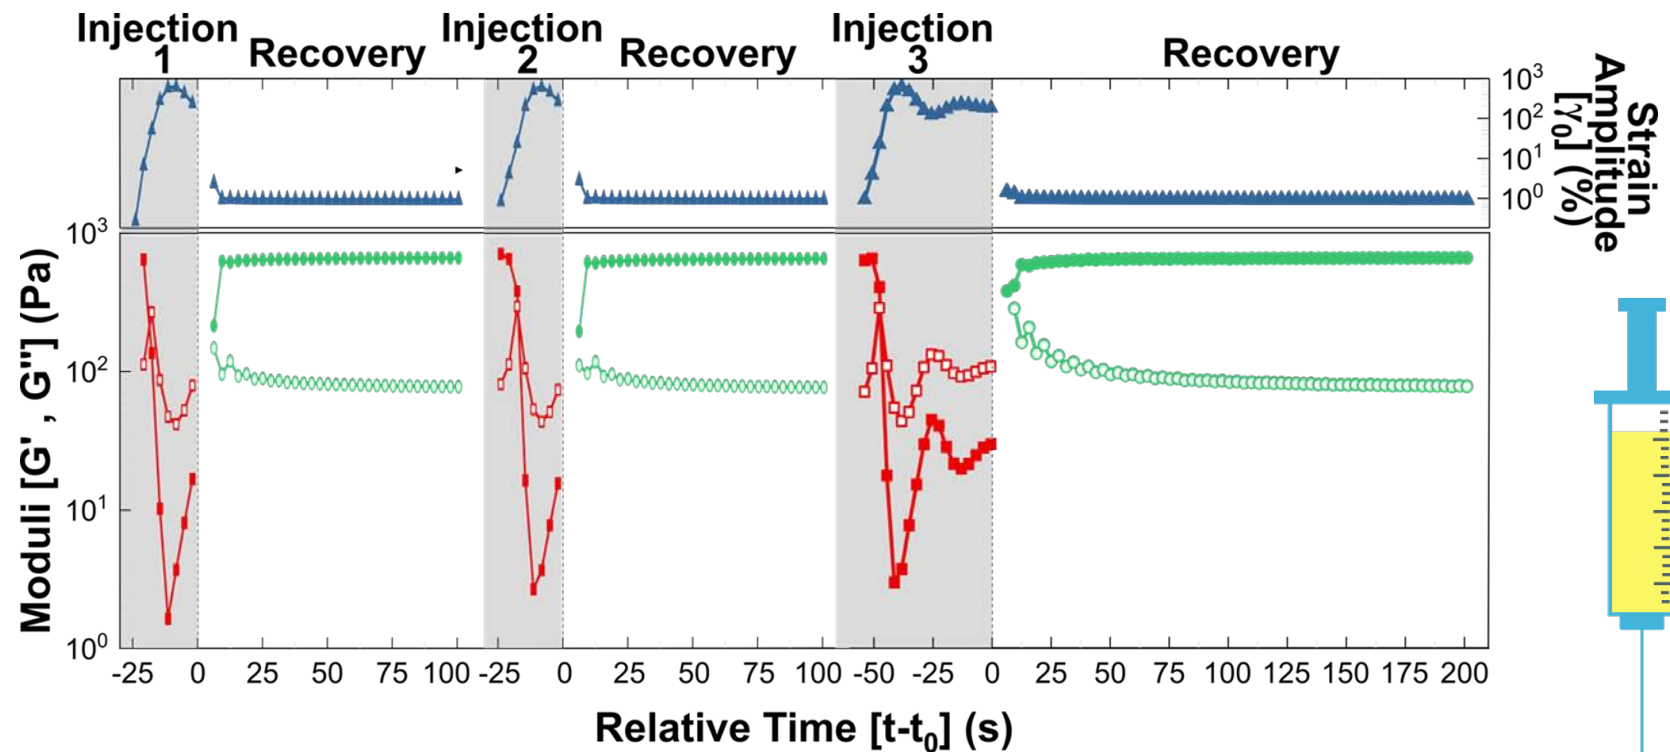 Injection
1
Recovery
Injection
2
Recovery
Injection
3
Recovery
10³
10²
10¹
10⁰
Strain
Amplitude
[γ₀] (%)
10³
10²
10¹
10⁰
Moduli [G' , G"] (Pa)
-25 0 25 50 75 100 -25 0 25 50 75 100 -50 -25 0 25 50 75 100 125 150 175 200
Relative Time [t-t₀] (s)